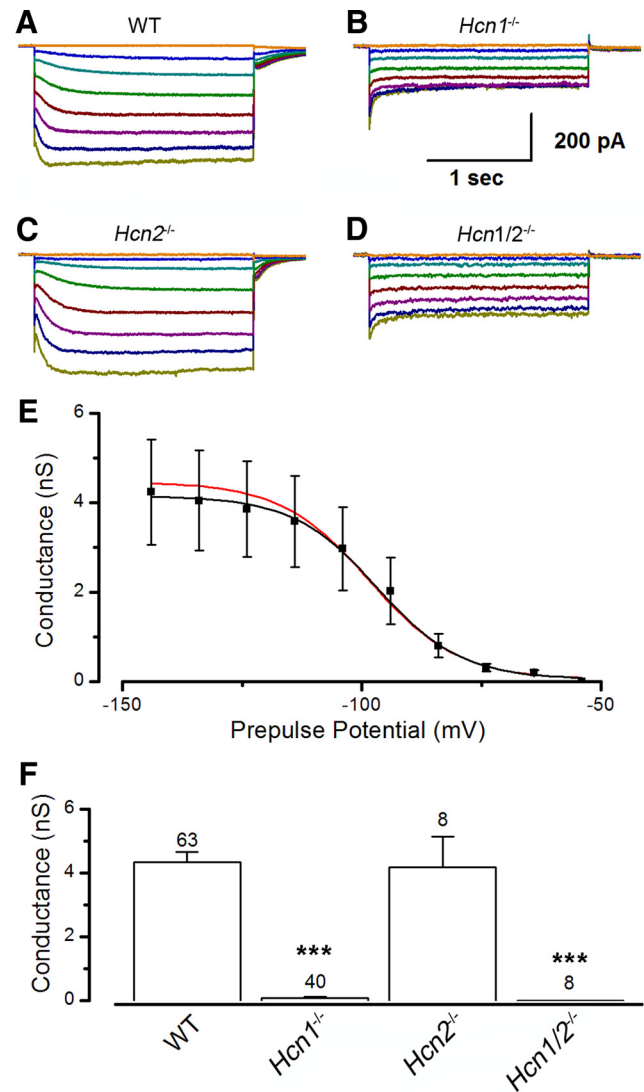 A
WT
B
Hcn1-/-
200 pA
1 sec
C
Hcn2-/-
D
Hcn1/2-/-
E
6
4
2
0
Conductance (nS)
-150
-100
-50
Prepulse Potential (mV)
F
6
4
2
0
Conductance (nS)
63
***
40
8
***
8
WT
Hcn1-/-
Hcn2-/-
Hcn1/2-/-